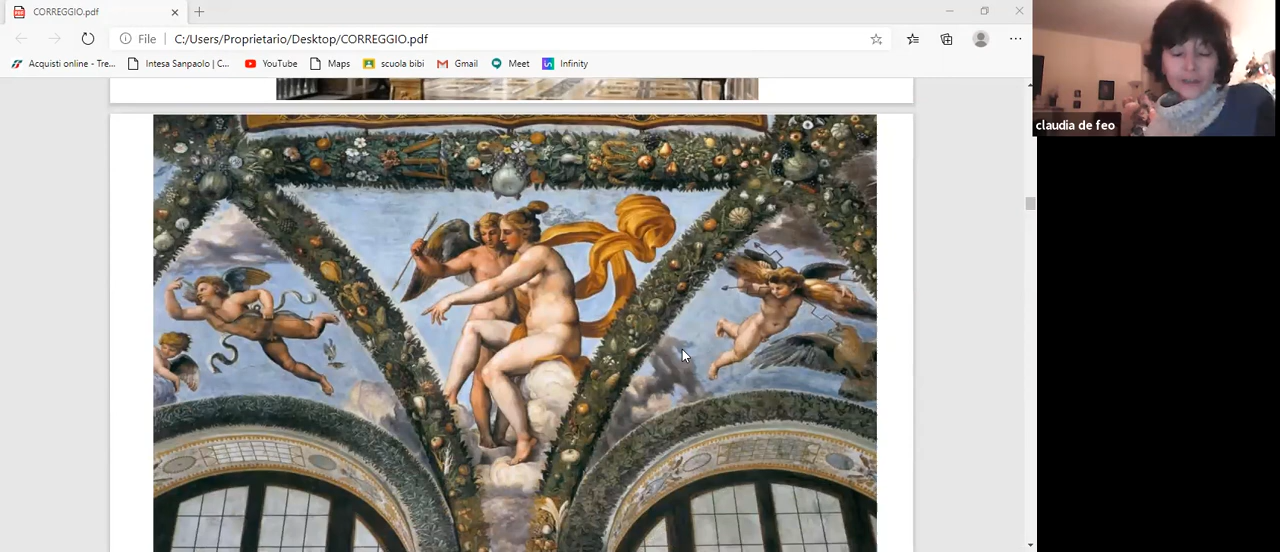 CORREGGIO.pdf
File C:/Users/Proprietario/Desktop/CORREGGIO.pdf
Acquisti online - Tre... Intesa Sanpaolo | C... YouTube Maps scuola bibi Gmail Meet Infinity
claudia de feo